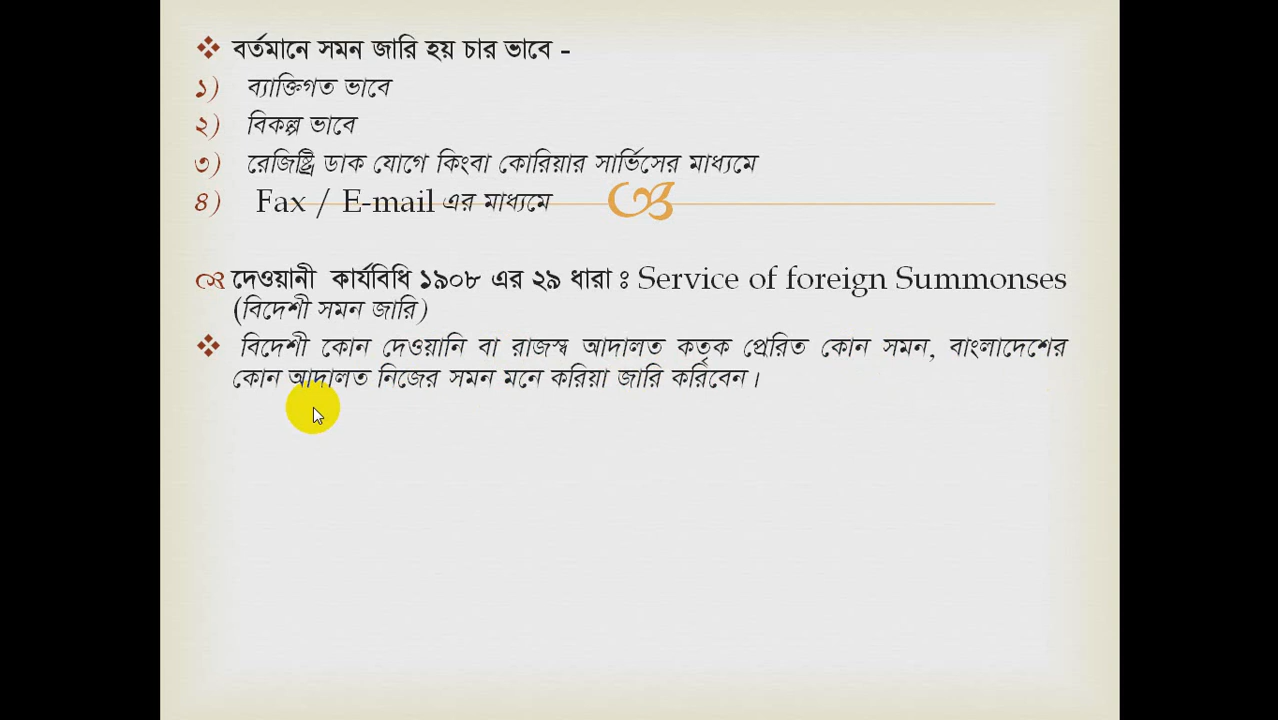 বর্তমানে সমন জারি হয় চার ভাবে -
১) ব্যাক্তিগত ভাবে
২) বিকল্প ভাবে
৩) রেজিষ্ট্রি ডাক যোগে কিংবা কোরিয়ার সার্ভিসের মাধ্যমে
৪) Fax / E-mail এর মাধ্যমে
দেওয়ানী কার্যবিধি ১৯০৮ এর ২৯ ধারা ঃ Service of foreign Summonses
(বিদেশী সমন জারি)
বিদেশী কোন দেওয়ানি বা রাজস্ব আদালত কর্তৃক প্রেরিত কোন সমন, বাংলাদেশের
কোন আদালত নিজের সমন মনে করিয়া জারি করিবেন।